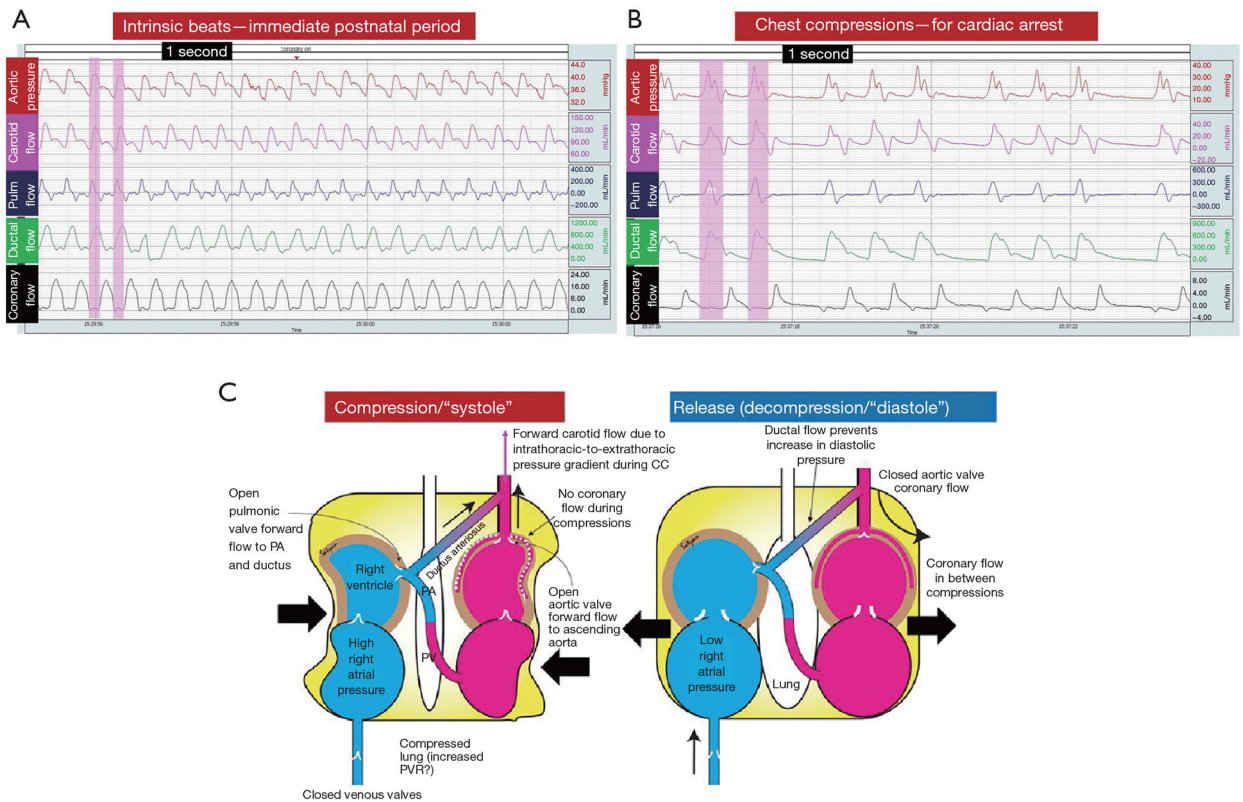 A
Intrinsic beats—immediate postnatal period
1 second
coronary on
Aortic
pressure
44.0
40.0
36.0
32.0
mmHg
Carotid
flow
150.00
120.00
90.00
60.00
mL/min
Pulm
flow
400.00
200.00
0.00
−200.00
mL/min
Ductal
flow
1200.00
800.00
400.00
0.00
mL/min
Coronary
flow
24.00
16.00
8.00
0.00
mL/min
15:29:56
15:29:58
15:30:00
15:30:02
Time
B
Chest compressions—for cardiac arrest
1 second
Aortic
pressure
40.00
30.00
20.00
10.00
mmHg
Carotid
flow
40.00
20.00
0.00
−20.00
mL/min
Pulm
flow
600.00
300.00
0.00
−300.00
mL/min
Ductal
flow
900.00
600.00
300.00
0.00
mL/min
Coronary
flow
8.00
4.00
0.00
−4.00
mL/min
15:37:16
15:37:18
15:37:20
15:37:22
Time
C
Compression/“systole”
Forward carotid flow due to
intrathoracic-to-extrathoracic
pressure gradient during CC
Open
pulmonic
valve forward
flow to PA
and ductus
No coronary
flow during
compressions
Ductus arteriosus
Right
ventricle
PA
Open
aortic valve
forward flow
to ascending
aorta
High
right
atrial
pressure
PV
Compressed
lung (increased
PVR?)
Closed venous valves
Release (decompression/“diastole”)
Ductal flow prevents
increase in diastolic
pressure
Closed aortic valve
coronary flow
Coronary flow
in between
compressions
Low
right
atrial
pressure
Lung